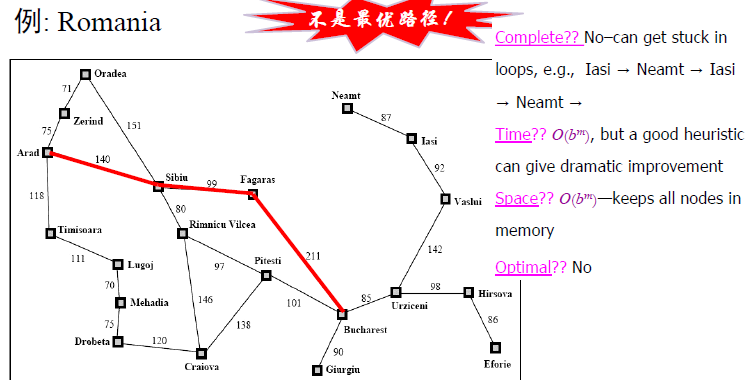 例: Romania
不是最优路径!
Complete?? No–can get stuck in
loops, e.g., Iasi → Neamt → Iasi
→ Neamt →
Time?? O(bᵐ), but a good heuristic
can give dramatic improvement
Space?? O(bᵐ)—keeps all nodes in
memory
Optimal?? No
Oradea
71
Neamt
Zerind
87
151
75
Iasi
Arad
140
92
Sibiu
99
Fagaras
118
80
Vaslui
Timisoara
Rimnicu Vilcea
111
142
211
Lugoj
97
Pitesti
70
98
Hirsova
146
101
85
Mehadia
Urziceni
75
138
86
Bucharest
Drobeta
120
90
Craiova
Giurgiu
Eforie